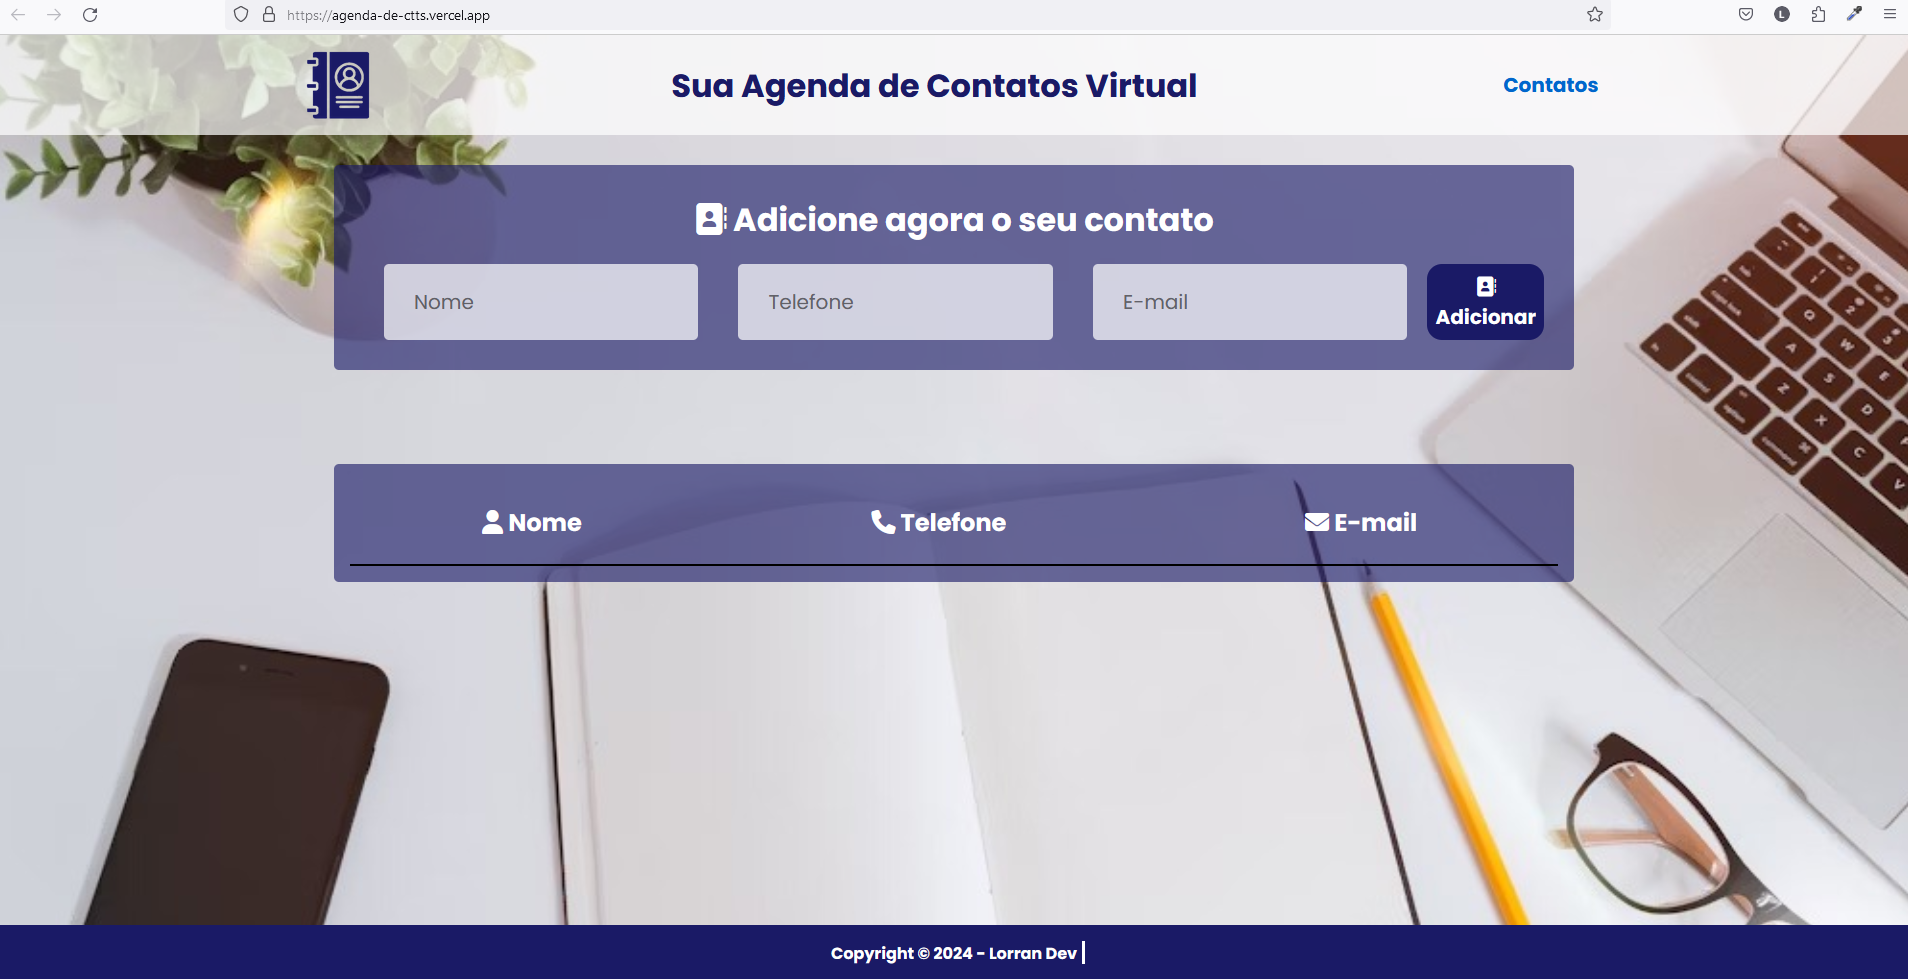 https://agenda-de-ctts.vercel.app
L
Sua Agenda de Contatos Virtual
Contatos
Adicione agora o seu contato
Nome
Telefone
E-mail
Adicionar
Nome
Telefone
E-mail
Copyright © 2024 - Lorran Dev